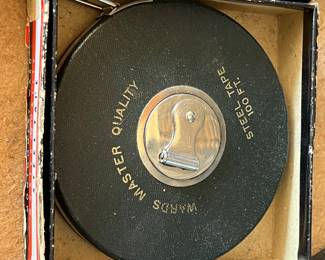 WARDS MASTER QUALITY
STEEL TAPE
100 FT.